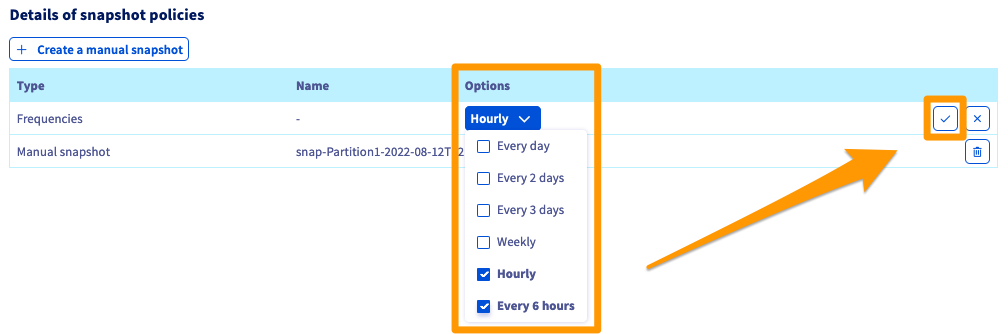 Details of snapshot policies
+ Create a manual snapshot
Type Name Options
Frequencies - Hourly
Manual snapshot snap-Partition1-2022-08-12T 2
Every day
Every 2 days
Every 3 days
Weekly
Hourly
Every 6 hours